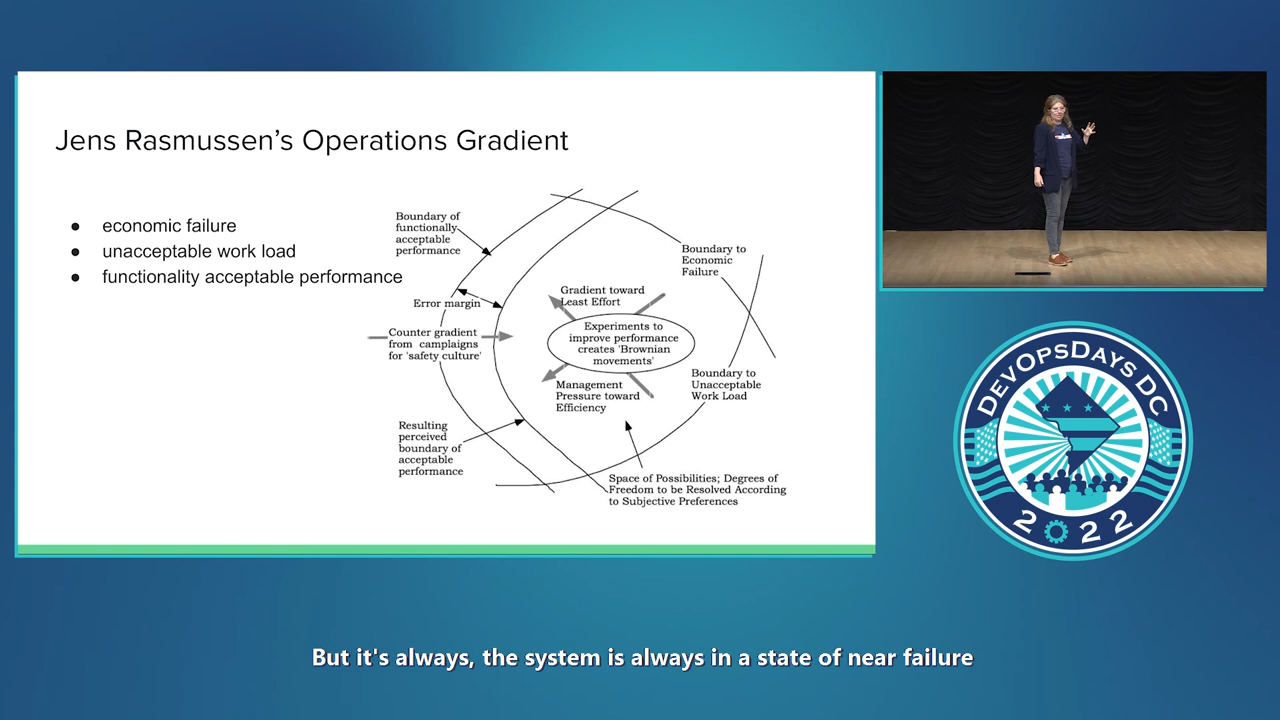 Jens Rasmussen's Operations Gradient
● economic failure
● unacceptable work load
● functionality acceptable performance
Boundary of
functionally
acceptable
performance
Error margin
Counter gradient
from camplaigns
for 'safety culture'
Resulting
perceived
boundary of
acceptable
performance
Gradient toward
Least Effort
Experiments to
improve performance
creates 'Brownian
movements'
Management
Pressure toward
Efficiency
Boundary to
Economic
Failure
Boundary to
Unacceptable
Work Load
Space of Possibilities; Degrees of
Freedom to be Resolved According
to Subjective Preferences
DEVOPSDAYS DC
2022
But it's always, the system is always in a state of near failure